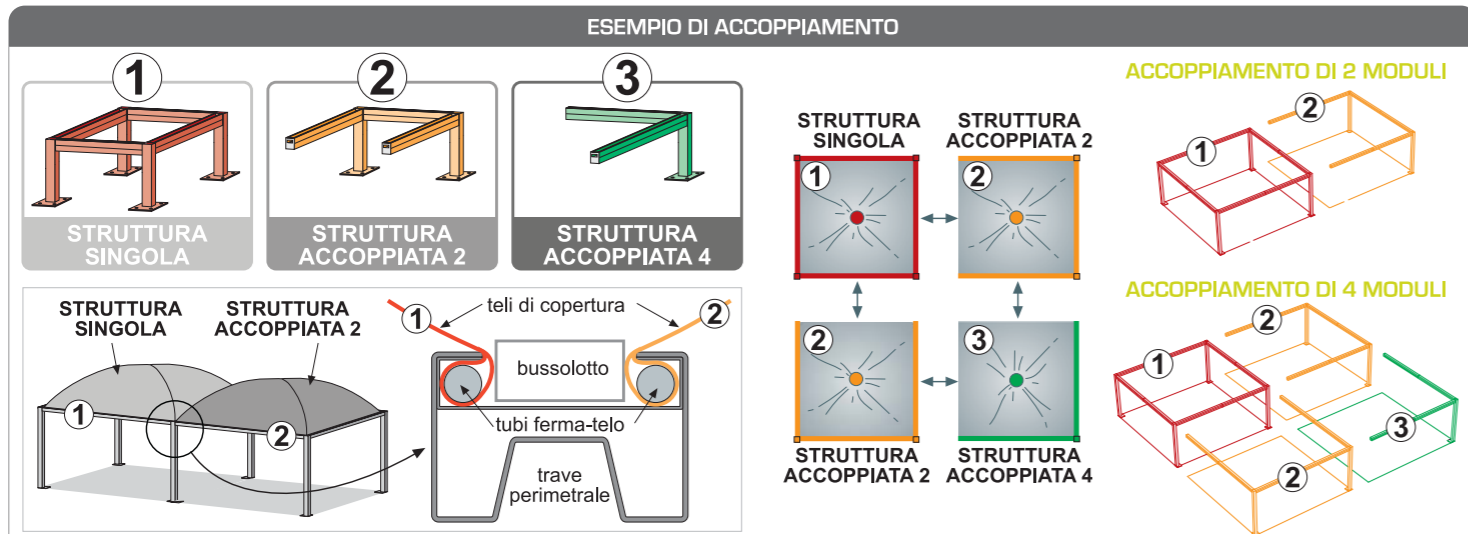 ESEMPIO DI ACCOPPIAMENTO
1
2
3
STRUTTURA
SINGOLA
STRUTTURA
ACCOPPIATA 2
STRUTTURA
ACCOPPIATA 4
STRUTTURA
SINGOLA
STRUTTURA
ACCOPPIATA 2
1
2
1
teli di copertura
2
bussolotto
tubi ferma-telo
trave
perimetrale
STRUTTURA
SINGOLA
STRUTTURA
ACCOPPIATA 2
1
2
2
3
STRUTTURA
ACCOPPIATA 2
STRUTTURA
ACCOPPIATA 4
ACCOPPIAMENTO DI 2 MODULI
2
1
ACCOPPIAMENTO DI 4 MODULI
2
1
3
2